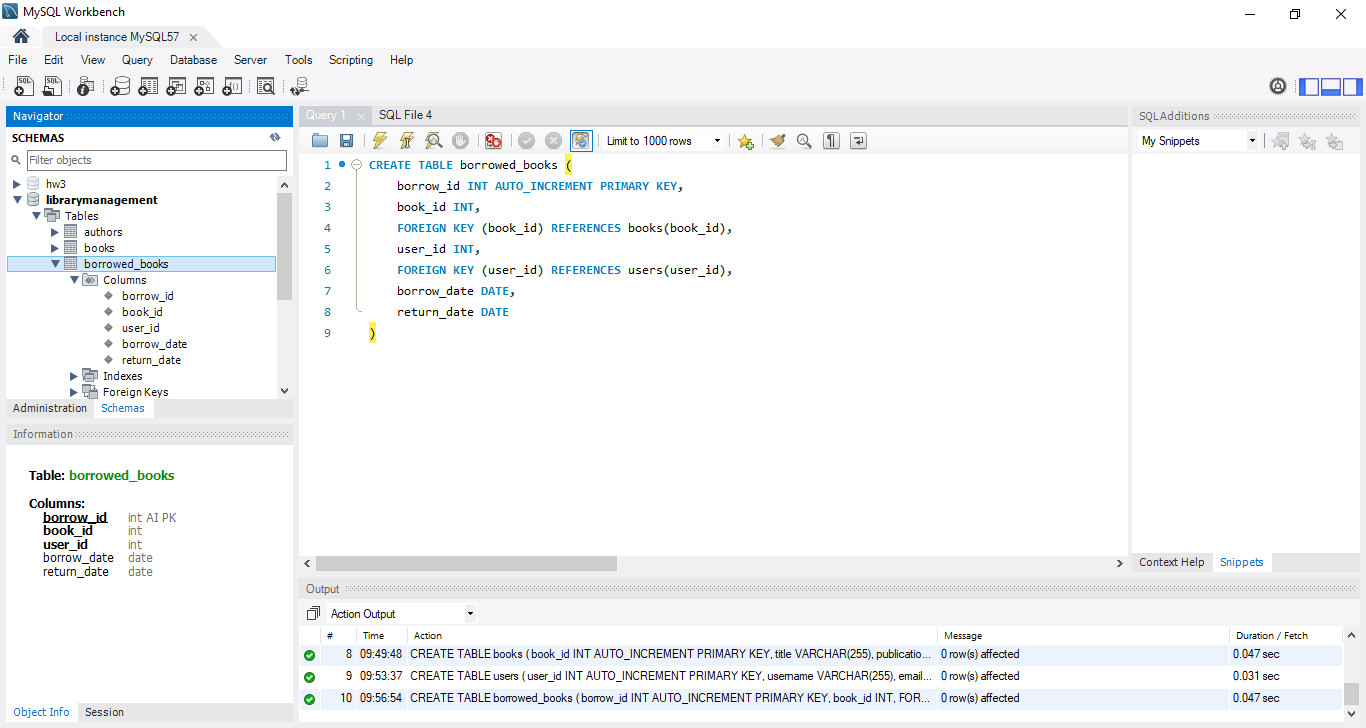 MySQL Workbench
Local instance MySQL57
File Edit View Query Database Server Tools Scripting Help
Navigator
SCHEMAS
Filter objects
hw3
librarymanagement
Tables
authors
books
borrowed_books
Columns
borrow_id
book_id
user_id
borrow_date
return_date
Indexes
Foreign Keys
Administration Schemas
Information
Table: borrowed_books
Columns:
borrow_id int AI PK
book_id int
user_id int
borrow_date date
return_date date
Object Info Session
Query 1 SQL File 4
Limit to 1000 rows
1 CREATE TABLE borrowed_books (
2 borrow_id INT AUTO_INCREMENT PRIMARY KEY,
3 book_id INT,
4 FOREIGN KEY (book_id) REFERENCES books(book_id),
5 user_id INT,
6 FOREIGN KEY (user_id) REFERENCES users(user_id),
7 borrow_date DATE,
8 return_date DATE
9 )
Output
Action Output
# Time Action Message Duration / Fetch
8 09:49:48 CREATE TABLE books ( book_id INT AUTO_INCREMENT PRIMARY KEY, title VARCHAR(255), publicatio... 0 row(s) affected 0.047 sec
9 09:53:37 CREATE TABLE users ( user_id INT AUTO_INCREMENT PRIMARY KEY, username VARCHAR(255), email... 0 row(s) affected 0.031 sec
10 09:56:54 CREATE TABLE borrowed_books ( borrow_id INT AUTO_INCREMENT PRIMARY KEY, book_id INT, FOR... 0 row(s) affected 0.047 sec
SQLAdditions
My Snippets
Context Help Snippets